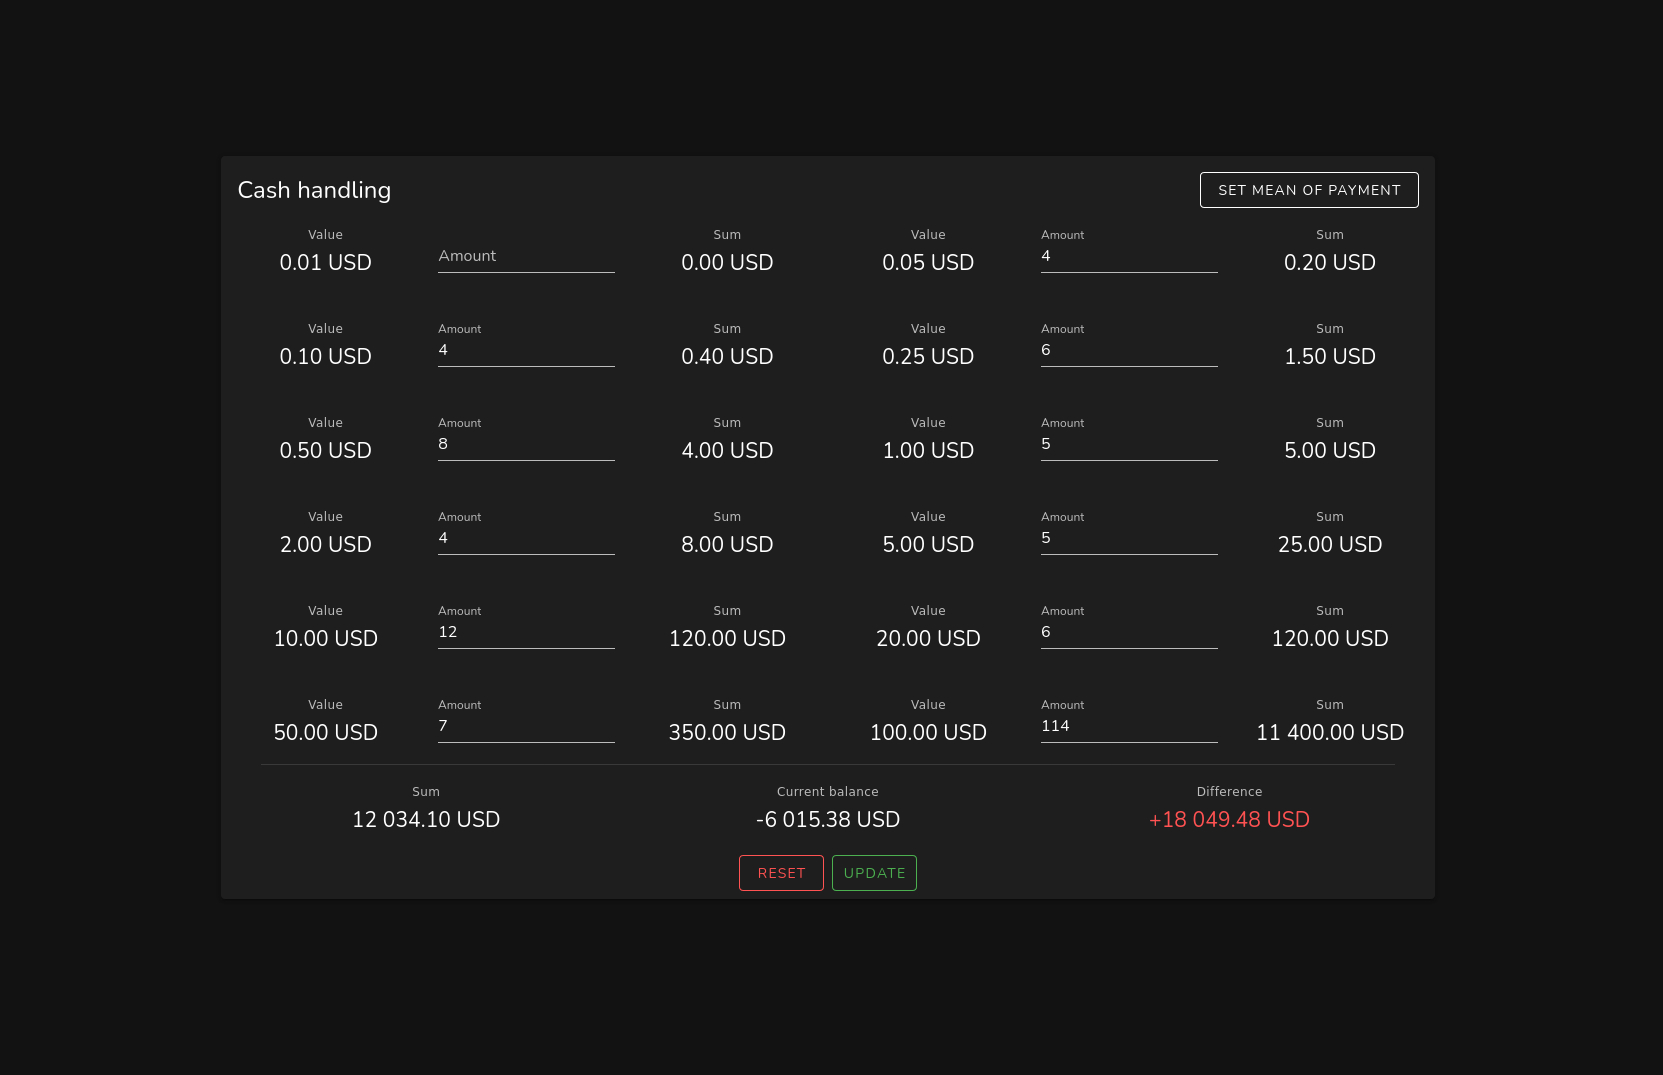 Cash handling
SET MEAN OF PAYMENT
Value Sum Value Amount Sum
0.01 USD Amount 0.00 USD 0.05 USD 4 0.20 USD
Value Amount Sum Value Amount Sum
0.10 USD 4 0.40 USD 0.25 USD 6 1.50 USD
Value Amount Sum Value Amount Sum
0.50 USD 8 4.00 USD 1.00 USD 5 5.00 USD
Value Amount Sum Value Amount Sum
2.00 USD 4 8.00 USD 5.00 USD 5 25.00 USD
Value Amount Sum Value Amount Sum
10.00 USD 12 120.00 USD 20.00 USD 6 120.00 USD
Value Amount Sum Value Amount Sum
50.00 USD 7 350.00 USD 100.00 USD 114 11 400.00 USD
Sum Current balance Difference
12 034.10 USD -6 015.38 USD +18 049.48 USD
RESET UPDATE